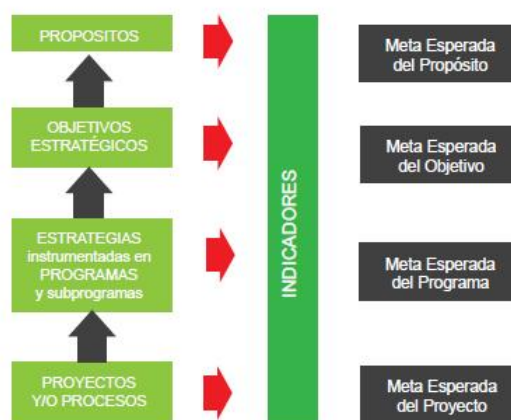 PROPOSITOS
Meta Esperada
del Propósito
OBJETIVOS
ESTRATÉGICOS
Meta Esperada
del Objetivo
INDICADORES
ESTRATEGIAS
instrumentadas en
PROGRAMAS
y subprogramas
Meta Esperada
del Programa
PROYECTOS
Y/O PROCESOS
Meta Esperada
del Proyecto